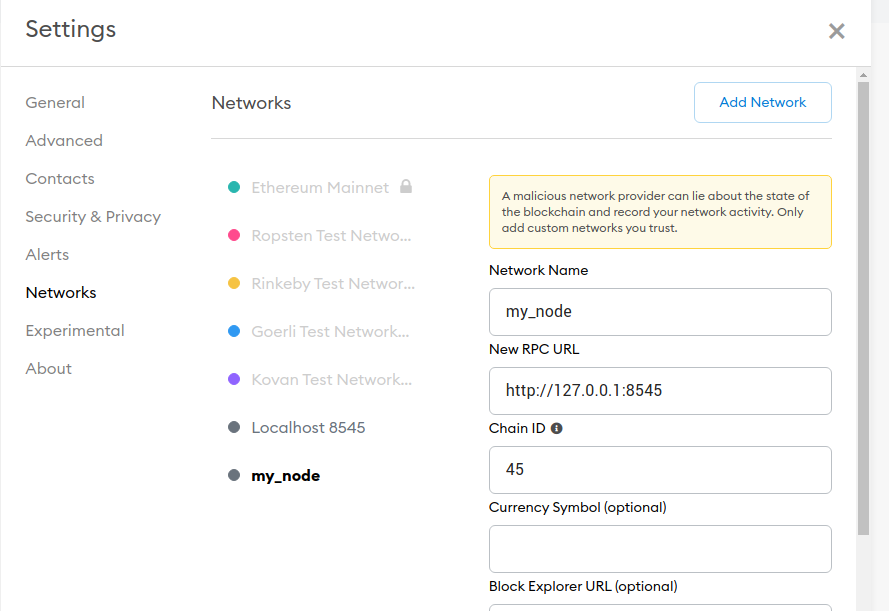 Settings
General
Advanced
Contacts
Security & Privacy
Alerts
Networks
Experimental
About
Networks
Add Network
Ethereum Mainnet
Ropsten Test Netwo...
Rinkeby Test Networ...
Goerli Test Network...
Kovan Test Network...
Localhost 8545
my_node
A malicious network provider can lie about the state of
the blockchain and record your network activity. Only
add custom networks you trust.
Network Name
my_node
New RPC URL
http://127.0.0.1:8545
Chain ID
45
Currency Symbol (optional)
Block Explorer URL (optional)